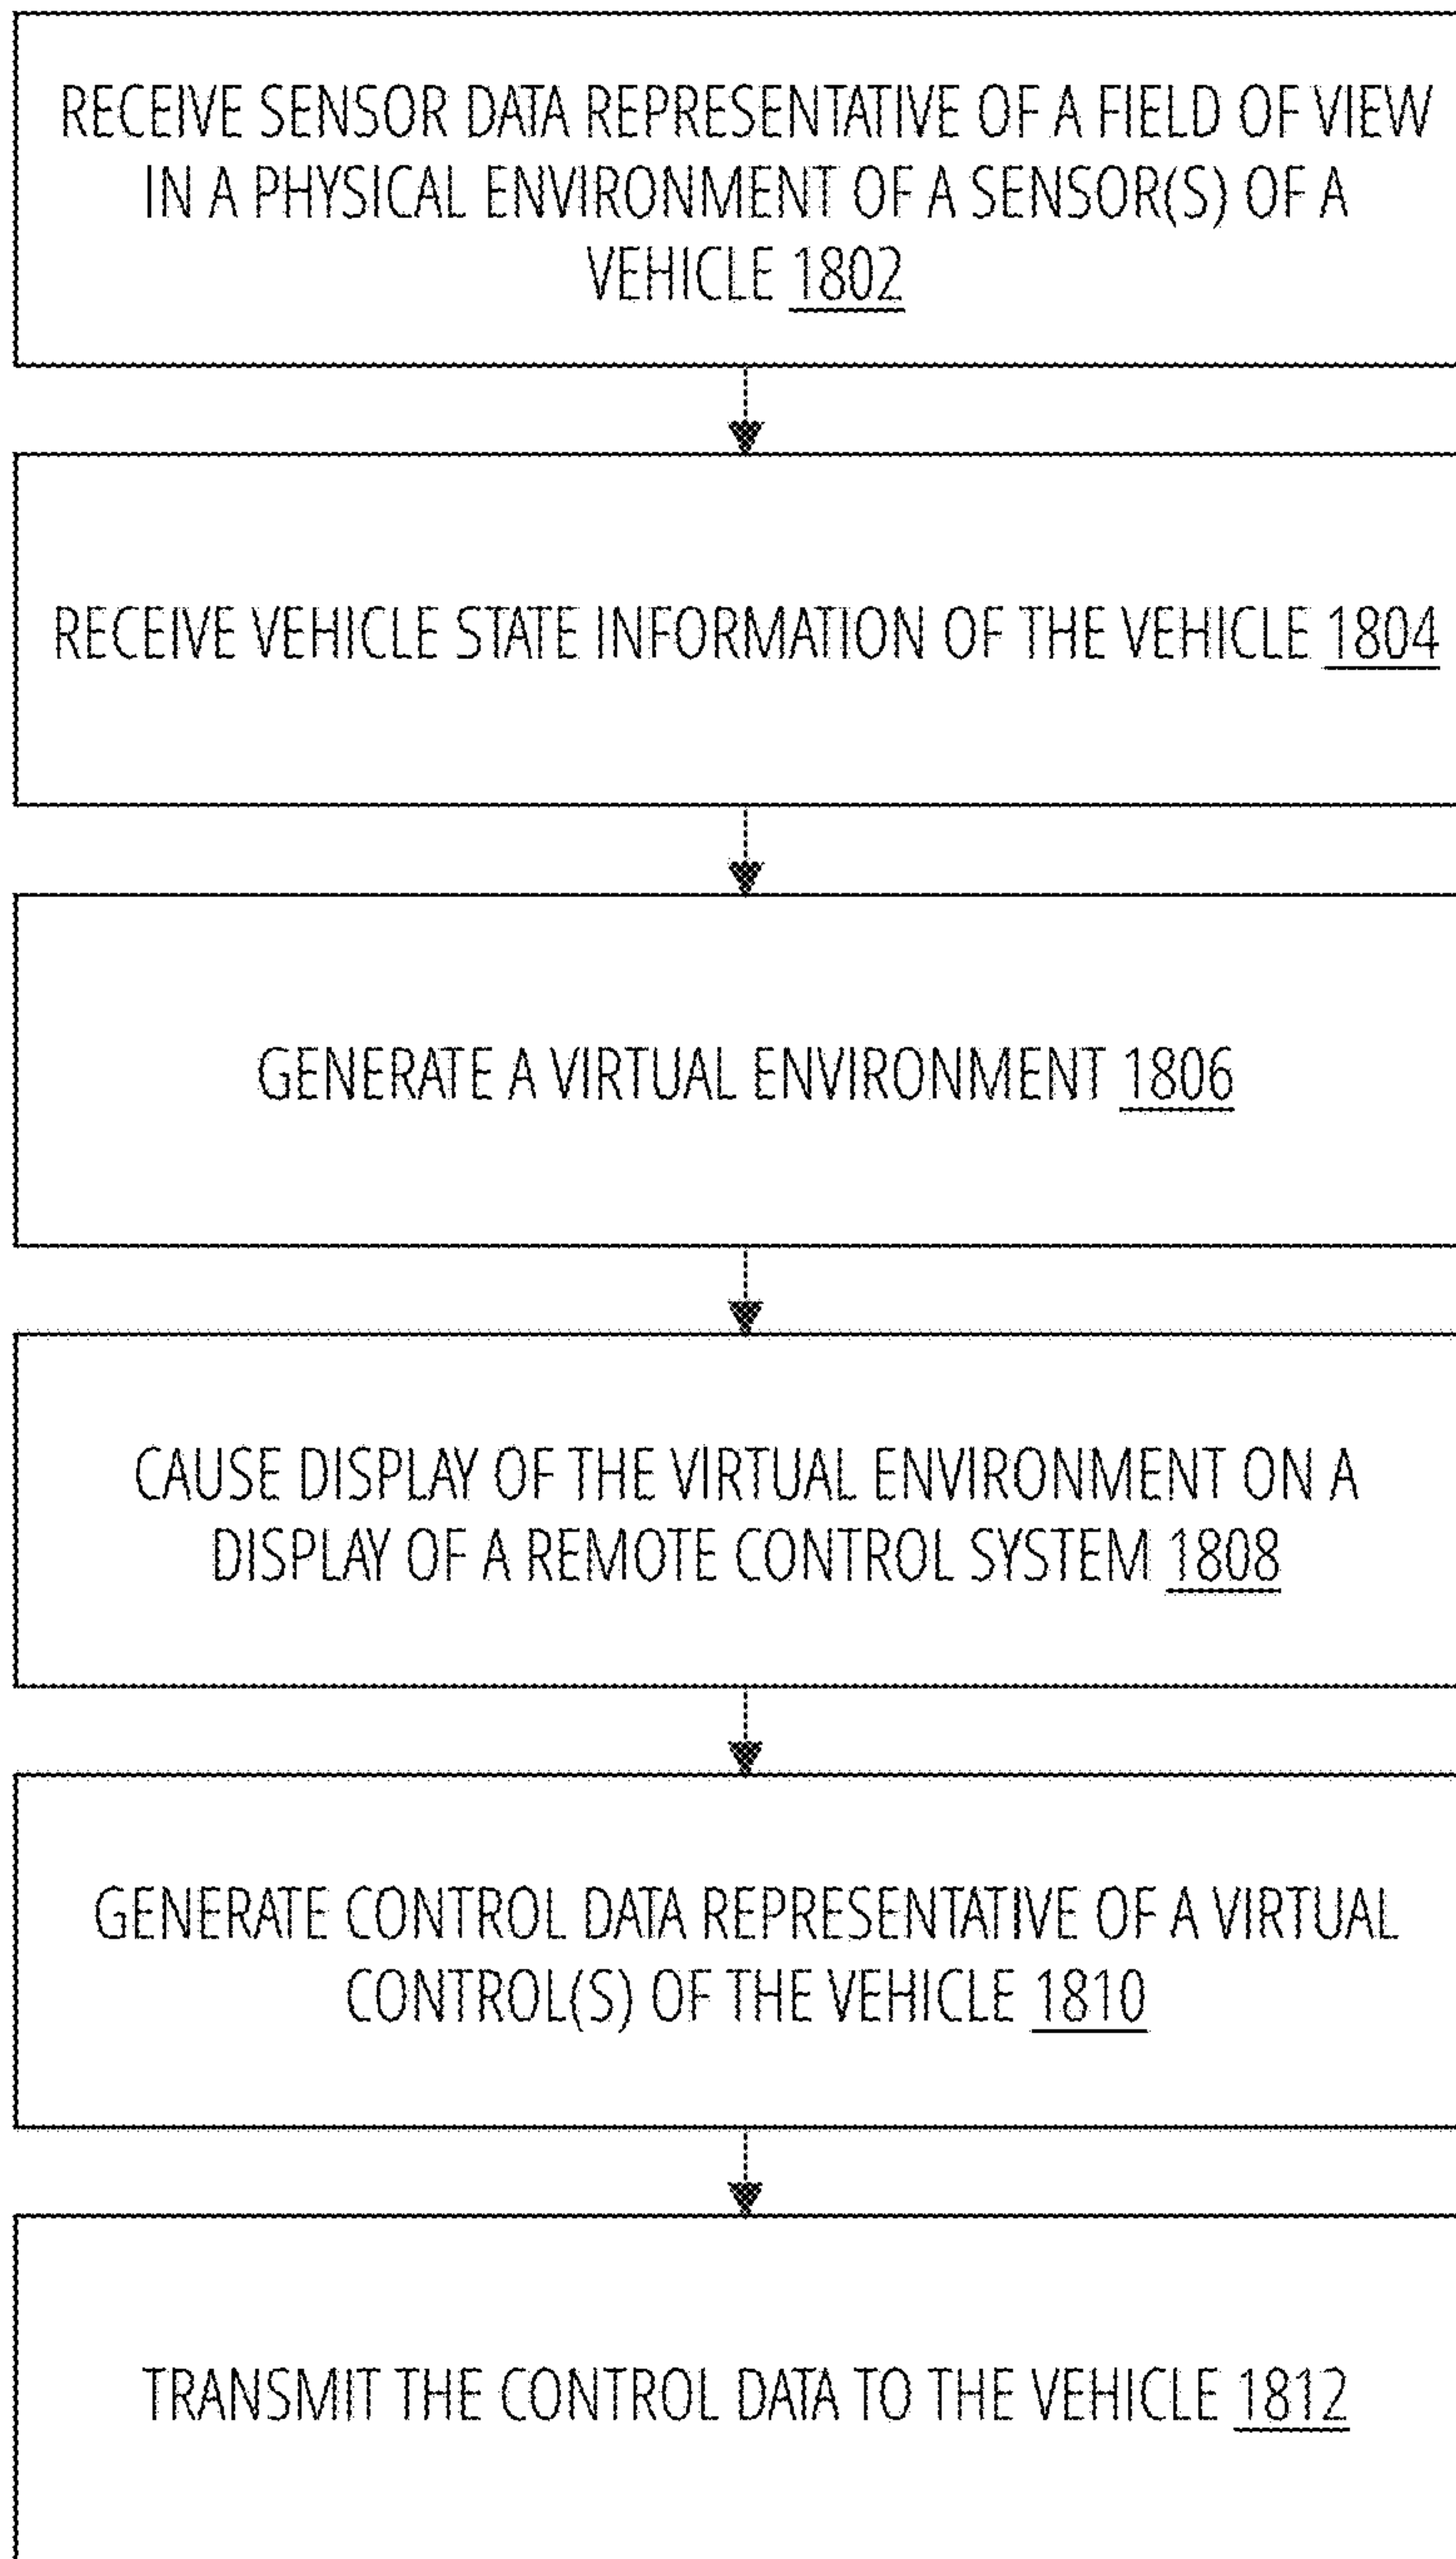 RECEIVE SENSOR DATA REPRESENTATIVE OF A FIELD OF VIEW
IN A PHYSICAL ENVIRONMENT OF A SENSOR(S) OF A
VEHICLE 1802
RECEIVE VEHICLE STATE INFORMATION OF THE VEHICLE 1804
GENERATE A VIRTUAL ENVIRONMENT 1806
CAUSE DISPLAY OF THE VIRTUAL ENVIRONMENT ON A
DISPLAY OF A REMOTE CONTROL SYSTEM 1808
GENERATE CONTROL DATA REPRESENTATIVE OF A VIRTUAL
CONTROL(S) OF THE VEHICLE 1810
TRANSMIT THE CONTROL DATA TO THE VEHICLE 1812